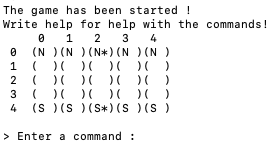 The game has been started !
Write help for help with the commands!
     0   1   2   3   4
 0  (N )(N )(N*)(N )(N )
 1  (  )(  )(  )(  )(  )
 2  (  )(  )(  )(  )(  )
 3  (  )(  )(  )(  )(  )
 4  (S )(S )(S*)(S )(S )
> Enter a command :